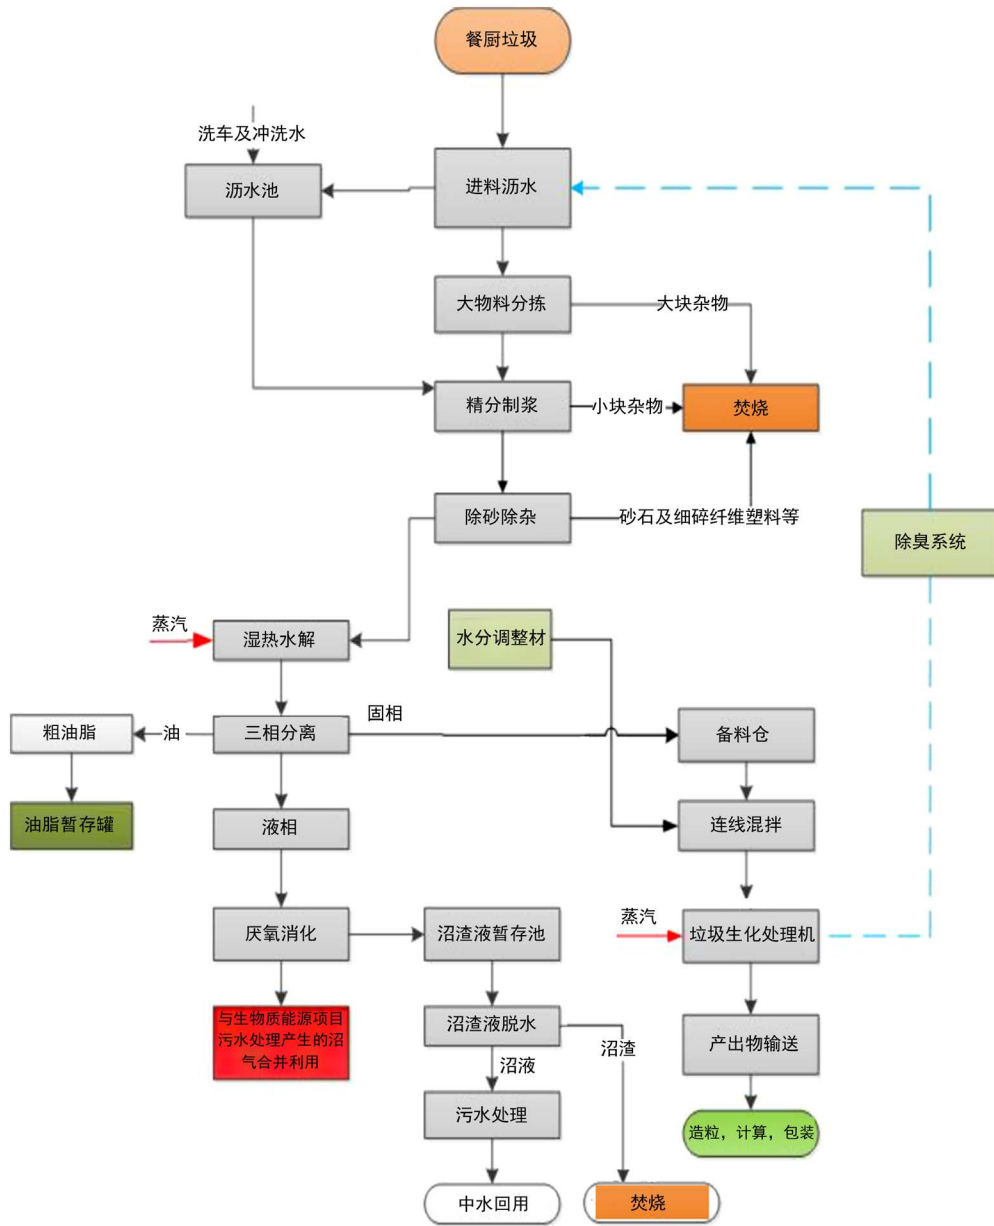 餐厨垃圾
洗车及冲洗水
沥水池
进料沥水
大物料分拣
大块杂物
精分制浆
小块杂物
焚烧
除砂除杂
砂石及细碎纤维塑料等
除臭系统
蒸汽
湿热水解
水分调整材
固相
粗油脂
油
三相分离
备料仓
油脂暂存罐
液相
连线混拌
蒸汽
厌氧消化
沼渣液暂存池
垃圾生化处理机
与生物质能源项目
污水处理产生的沼
气合并利用
沼渣液脱水
沼渣
产出物输送
沼液
污水处理
造粒，计算，包装
中水回用
焚烧